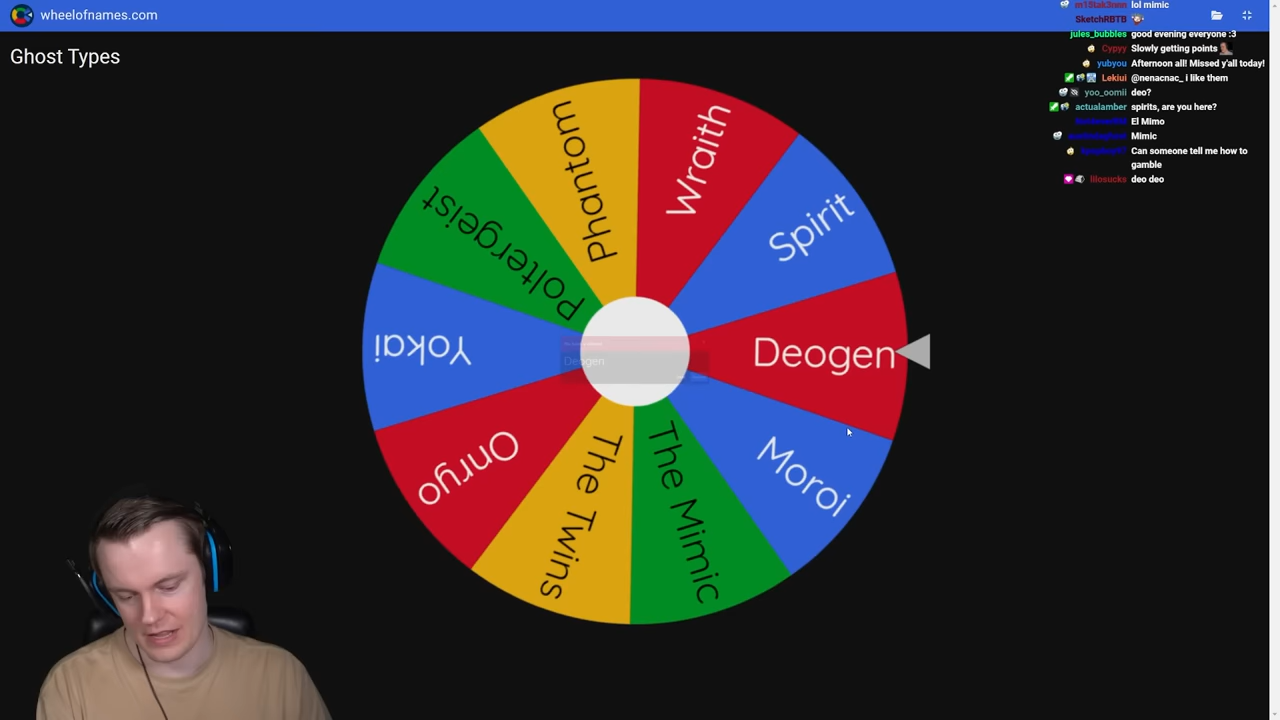 wheelofnames.com
Ghost Types
lol mimic
SketchRBTB
jules_bubbles good evening everyone :3
Cypyy Slowly getting points
yubyou Afternoon all! Missed y'all today!
Lekiui @nenacnac_ i like them
yoo_oomii deo?
actualamber spirits, are you here?
El Mimo
Mimic
Can someone tell me how to
gamble
lilosucks deo deo
Phantom
Wraith
Spirit
Deogen
Moroi
The Mimic
The Twins
Onryo
Yokai
Poltergeist
Deogen